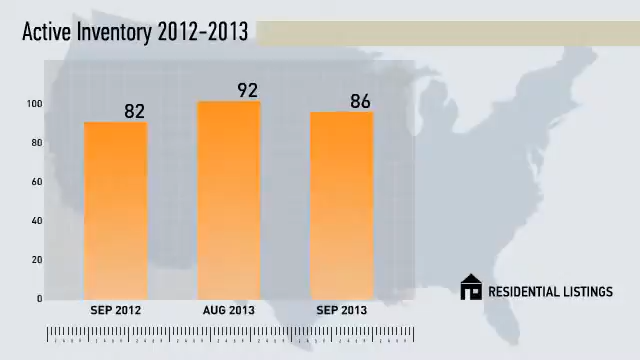 Active Inventory 2012-2013
82
92
86
100
80
60
40
20
0
SEP 2012
AUG 2013
SEP 2013
RESIDENTIAL LISTINGS